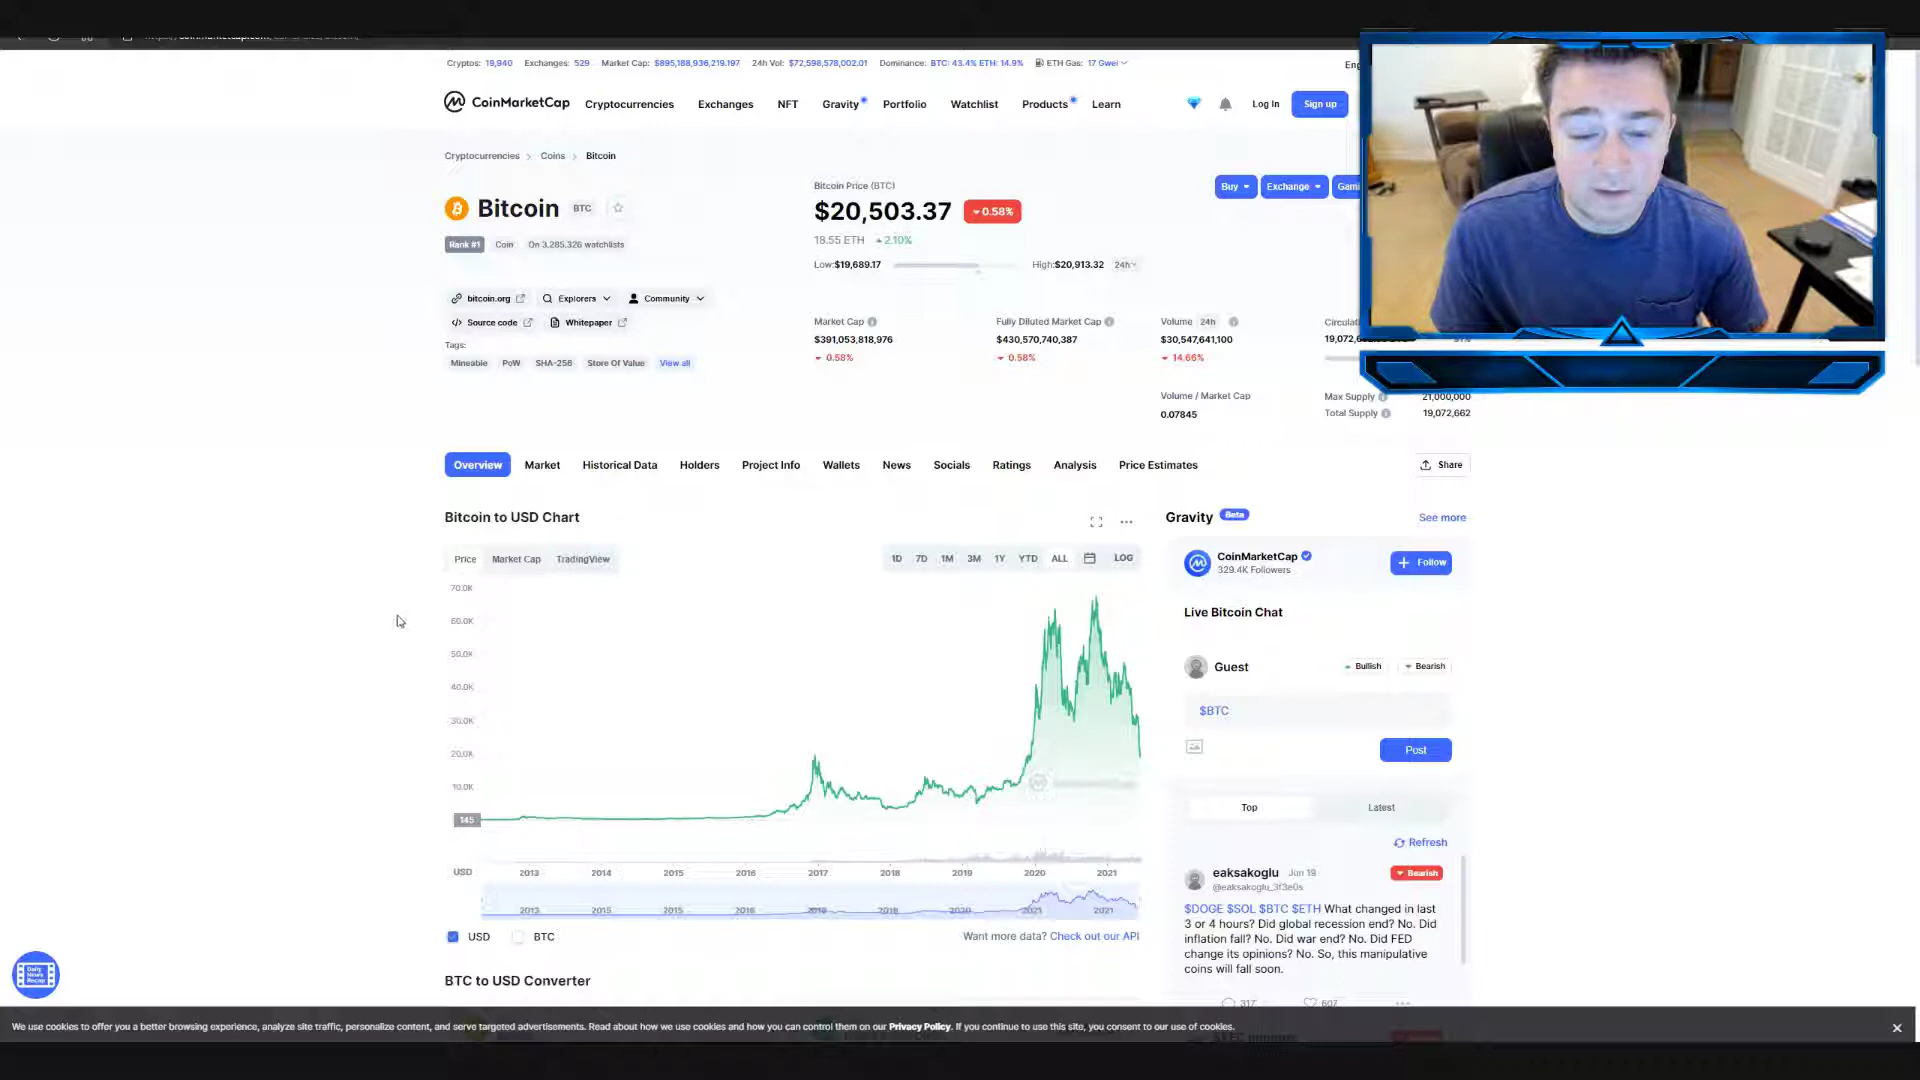 Cryptos: 19,940 Exchanges: 529 Market Cap: $895,188,936,219.197 24h Vol: $72,598,578,002.01 Dominance: BTC: 43.4% ETH: 14.9% ETH Gas: 17 Gwei
CoinMarketCap Cryptocurrencies Exchanges NFT Gravity Portfolio Watchlist Products Learn Log In Sign up
Cryptocurrencies > Coins > Bitcoin
Bitcoin BTC
Rank #1 Coin On 3,285,326 watchlists
bitcoin.org Explorers Community
Source code Whitepaper
Tags:
Mineable PoW SHA-256 Store Of Value View all
Bitcoin Price (BTC)
$20,503.37 0.58%
18.55 ETH 2.10%
Low:$19,689.17 High:$20,913.32 24h
Buy Exchange
Market Cap
$391,053,818,976
0.58%
Fully Diluted Market Cap
$430,570,740,387
0.58%
Volume 24h
$30,547,641,100
14.66%
Volume / Market Cap
0.07845
Max Supply 21,000,000
Total Supply 19,072,662
Overview Market Historical Data Holders Project Info Wallets News Socials Ratings Analysis Price Estimates Share
Bitcoin to USD Chart
Price Market Cap TradingView 1D 7D 1M 3M 1Y YTD ALL LOG
70.0K
60.0K
50.0K
40.0K
30.0K
20.0K
10.0K
145
USD 2013 2014 2015 2016 2017 2018 2019 2020 2021
2013 2015 2015 2016 2018 2019 2020 2021 2021
USD BTC Want more data? Check out our API
BTC to USD Converter
Gravity Beta See more
CoinMarketCap
329.4K Followers
Follow
Live Bitcoin Chat
Guest Bullish Bearish
$BTC
Post
Top Latest
Refresh
eaksakoglu Jun 19 Bearish
@eaksakoglu_3f3e0s
$DOGE $SOL $BTC $ETH What changed in last
3 or 4 hours? Did global recession end? No. Did
inflation fall? No. Did war end? No. Did FED
change its opinions? No. So, this manipulative
coins will fall soon.
317 607
Daily
News
Recap
We use cookies to offer you a better browsing experience, analyze site traffic, personalize content, and serve targeted advertisements. Read about how we use cookies and how you can control them on our Privacy Policy. If you continue to use this site, you consent to our use of cookies.